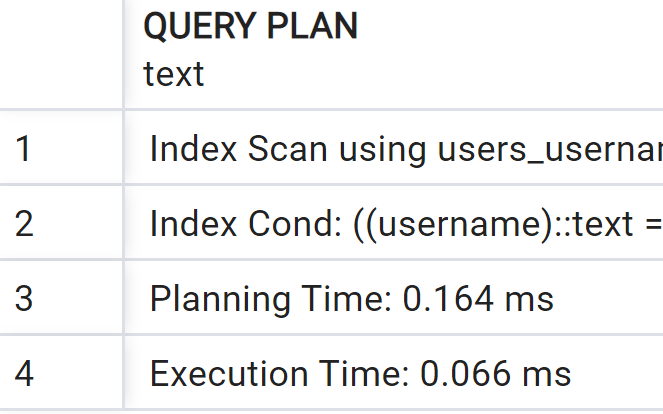 QUERY PLAN
text
1 Index Scan using users_userna
2 Index Cond: ((username)::text =
3 Planning Time: 0.164 ms
4 Execution Time: 0.066 ms